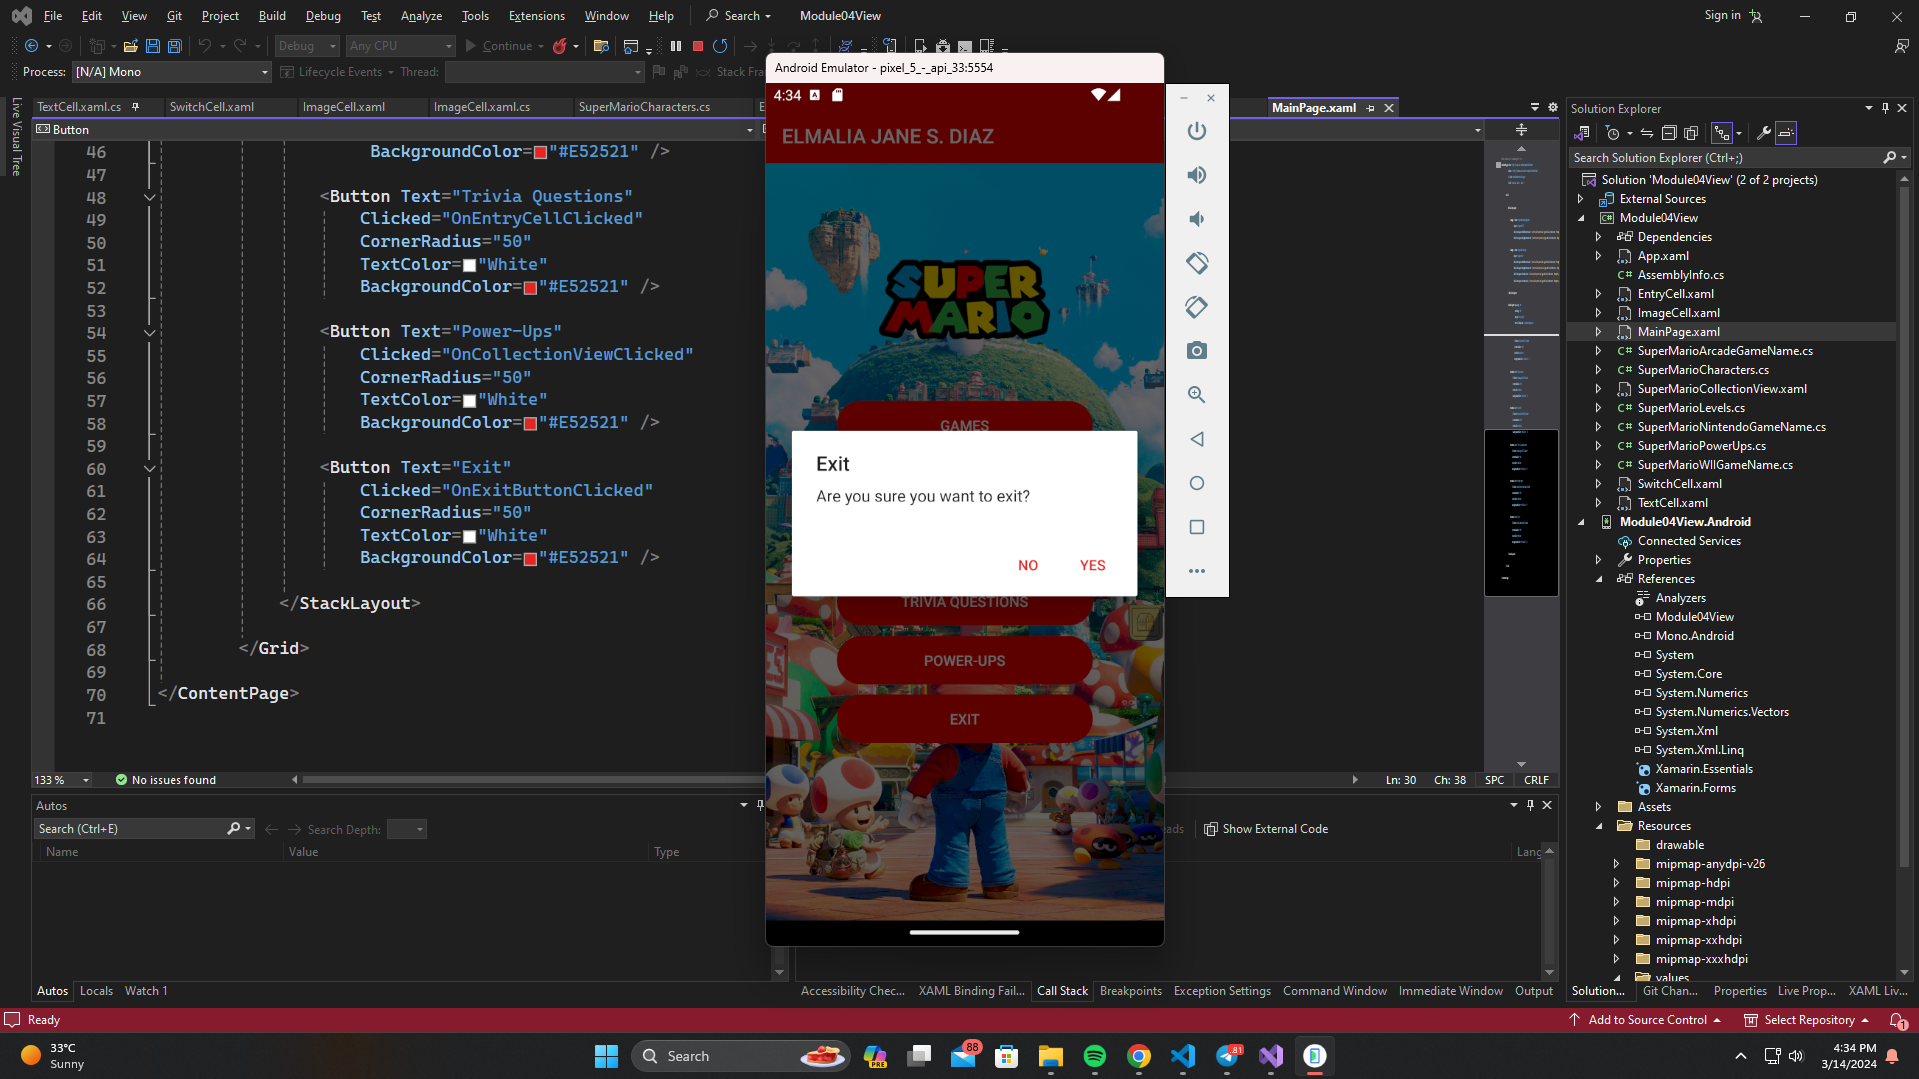 File Edit View Git Project Build Debug Test Analyze Tools Extensions Window Help Search Module04View Sign in
Debug Any CPU Continue
Process: [N/A] Mono Lifecycle Events Thread: Stack Fram
Live Visual Tree
TextCell.xaml.cs SwitchCell.xaml ImageCell.xaml ImageCell.xaml.cs SuperMarioCharacters.cs MainPage.xaml
Button
46 BackgroundColor="#E52521" />
47
48 <Button Text="Trivia Questions"
49 Clicked="OnEntryCellClicked"
50 CornerRadius="50"
51 TextColor="White"
52 BackgroundColor="#E52521" />
53
54 <Button Text="Power-Ups"
55 Clicked="OnCollectionViewClicked"
56 CornerRadius="50"
57 TextColor="White"
58 BackgroundColor="#E52521" />
59
60 <Button Text="Exit"
61 Clicked="OnExitButtonClicked"
62 CornerRadius="50"
63 TextColor="White"
64 BackgroundColor="#E52521" />
65
66 </StackLayout>
67
68 </Grid>
69
70 </ContentPage>
71
133 % No issues found Ln: 30 Ch: 38 SPC CRLF
Android Emulator - pixel_5_-_api_33:5554
4:34
ELMALIA JANE S. DIAZ
SUPER
MARIO
GAMES
Exit
Are you sure you want to exit?
NO YES
TRIVIA QUESTIONS
POWER-UPS
EXIT
Solution Explorer
Search Solution Explorer (Ctrl+;)
Solution 'Module04View' (2 of 2 projects)
External Sources
Module04View
Dependencies
App.xaml
AssemblyInfo.cs
EntryCell.xaml
ImageCell.xaml
MainPage.xaml
SuperMarioArcadeGameName.cs
SuperMarioCharacters.cs
SuperMarioCollectionView.xaml
SuperMarioLevels.cs
SuperMarioNintendoGameName.cs
SuperMarioPowerUps.cs
SuperMarioWIIGameName.cs
SwitchCell.xaml
TextCell.xaml
Module04View.Android
Connected Services
Properties
References
Analyzers
Module04View
Mono.Android
System
System.Core
System.Numerics
System.Numerics.Vectors
System.Xml
System.Xml.Linq
Xamarin.Essentials
Xamarin.Forms
Assets
Resources
drawable
mipmap-anydpi-v26
mipmap-hdpi
mipmap-mdpi
mipmap-xhdpi
mipmap-xxhdpi
mipmap-xxxhdpi
values
Solution... Git Chan... Properties Live Prop... XAML Liv...
Autos
Search (Ctrl+E) Search Depth:
Name Value Type
Autos Locals Watch 1
Show External Code
Lang
Accessibility Chec... XAML Binding Fail... Call Stack Breakpoints Exception Settings Command Window Immediate Window Output
Ready Add to Source Control Select Repository 1
33°C
Sunny
Search
PRE
88
81
4:34 PM
3/14/2024